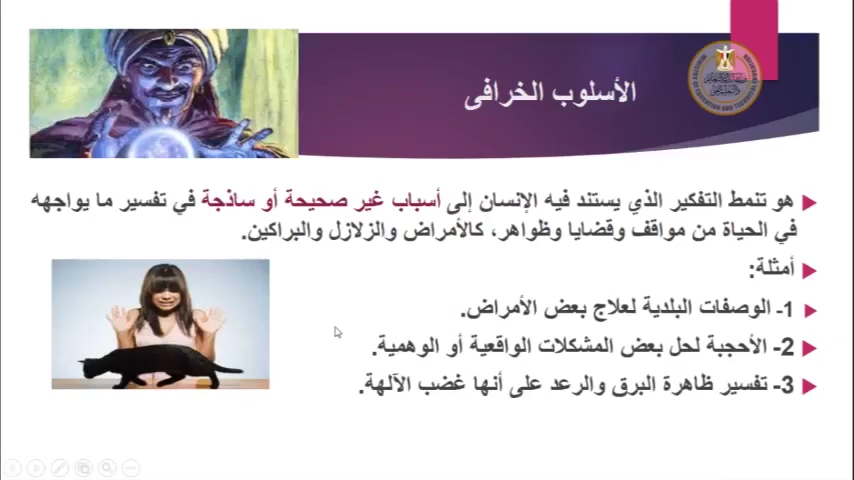 الأسلوب الخرافى
هو تنمط التفكير الذي يستند فيه الإنسان إلى أسباب غير صحيحة أو ساذجة في تفسير ما يواجهه
في الحياة من مواقف وقضايا وظواهر، كالأمراض والزلازل والبراكين.
أمثلة:
1- الوصفات البلدية لعلاج بعض الأمراض.
2- الأحجبة لحل بعض المشكلات الواقعية أو الوهمية.
3- تفسير ظاهرة البرق والرعد على أنها غضب الآلهة.